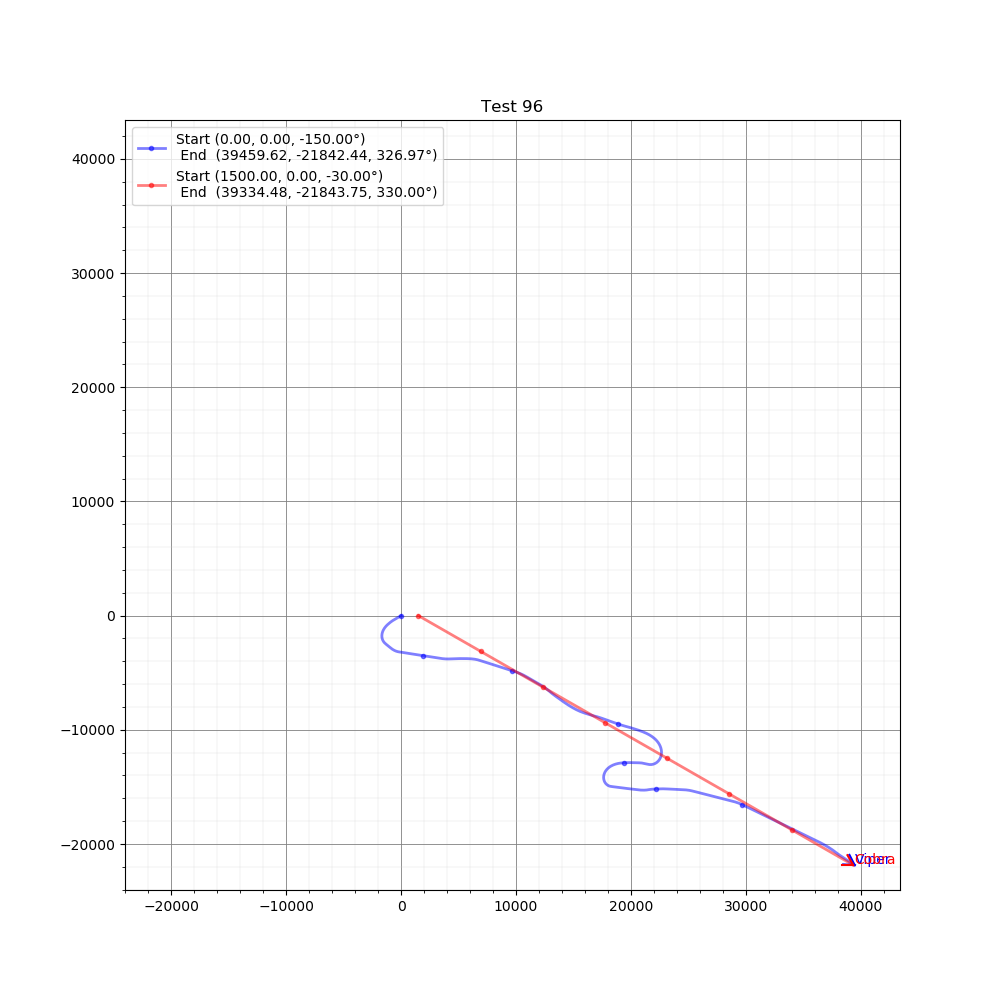 Test 96
Start (0.00, 0.00, -150.00°)
End (39459.62, -21842.44, 326.97°)
Start (1500.00, 0.00, -30.00°)
End (39334.48, -21843.75, 330.00°)
40000
30000
20000
10000
0
−10000
−20000
Viper
Cobra
−20000 −10000 0 10000 20000 30000 40000